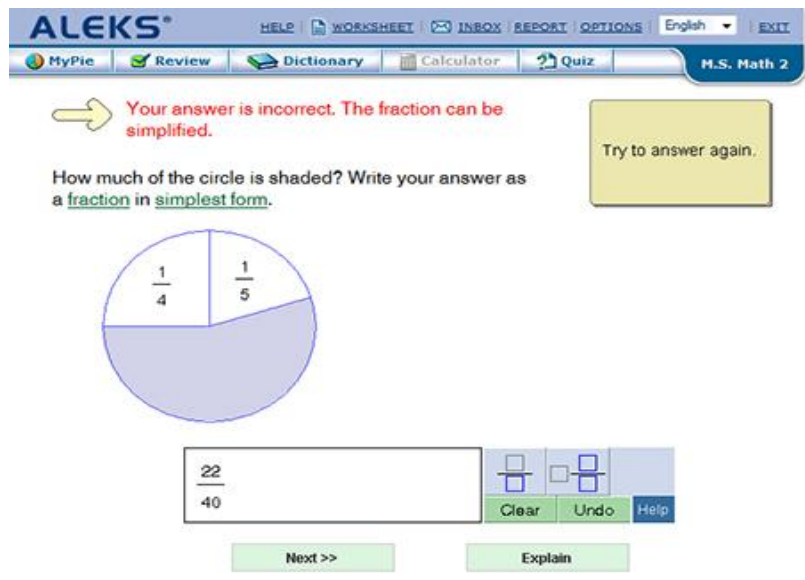 ALEKS®
HELP | WORKSHEET | INBOX | REPORT | OPTIONS | English | EXIT
MyPie Review Dictionary Calculator Quiz M.S. Math 2
Your answer is incorrect. The fraction can be
simplified.
Try to answer again.
How much of the circle is shaded? Write your answer as
a fraction in simplest form.
1 1
4 5
22
40
Clear Undo Help
Next >> Explain